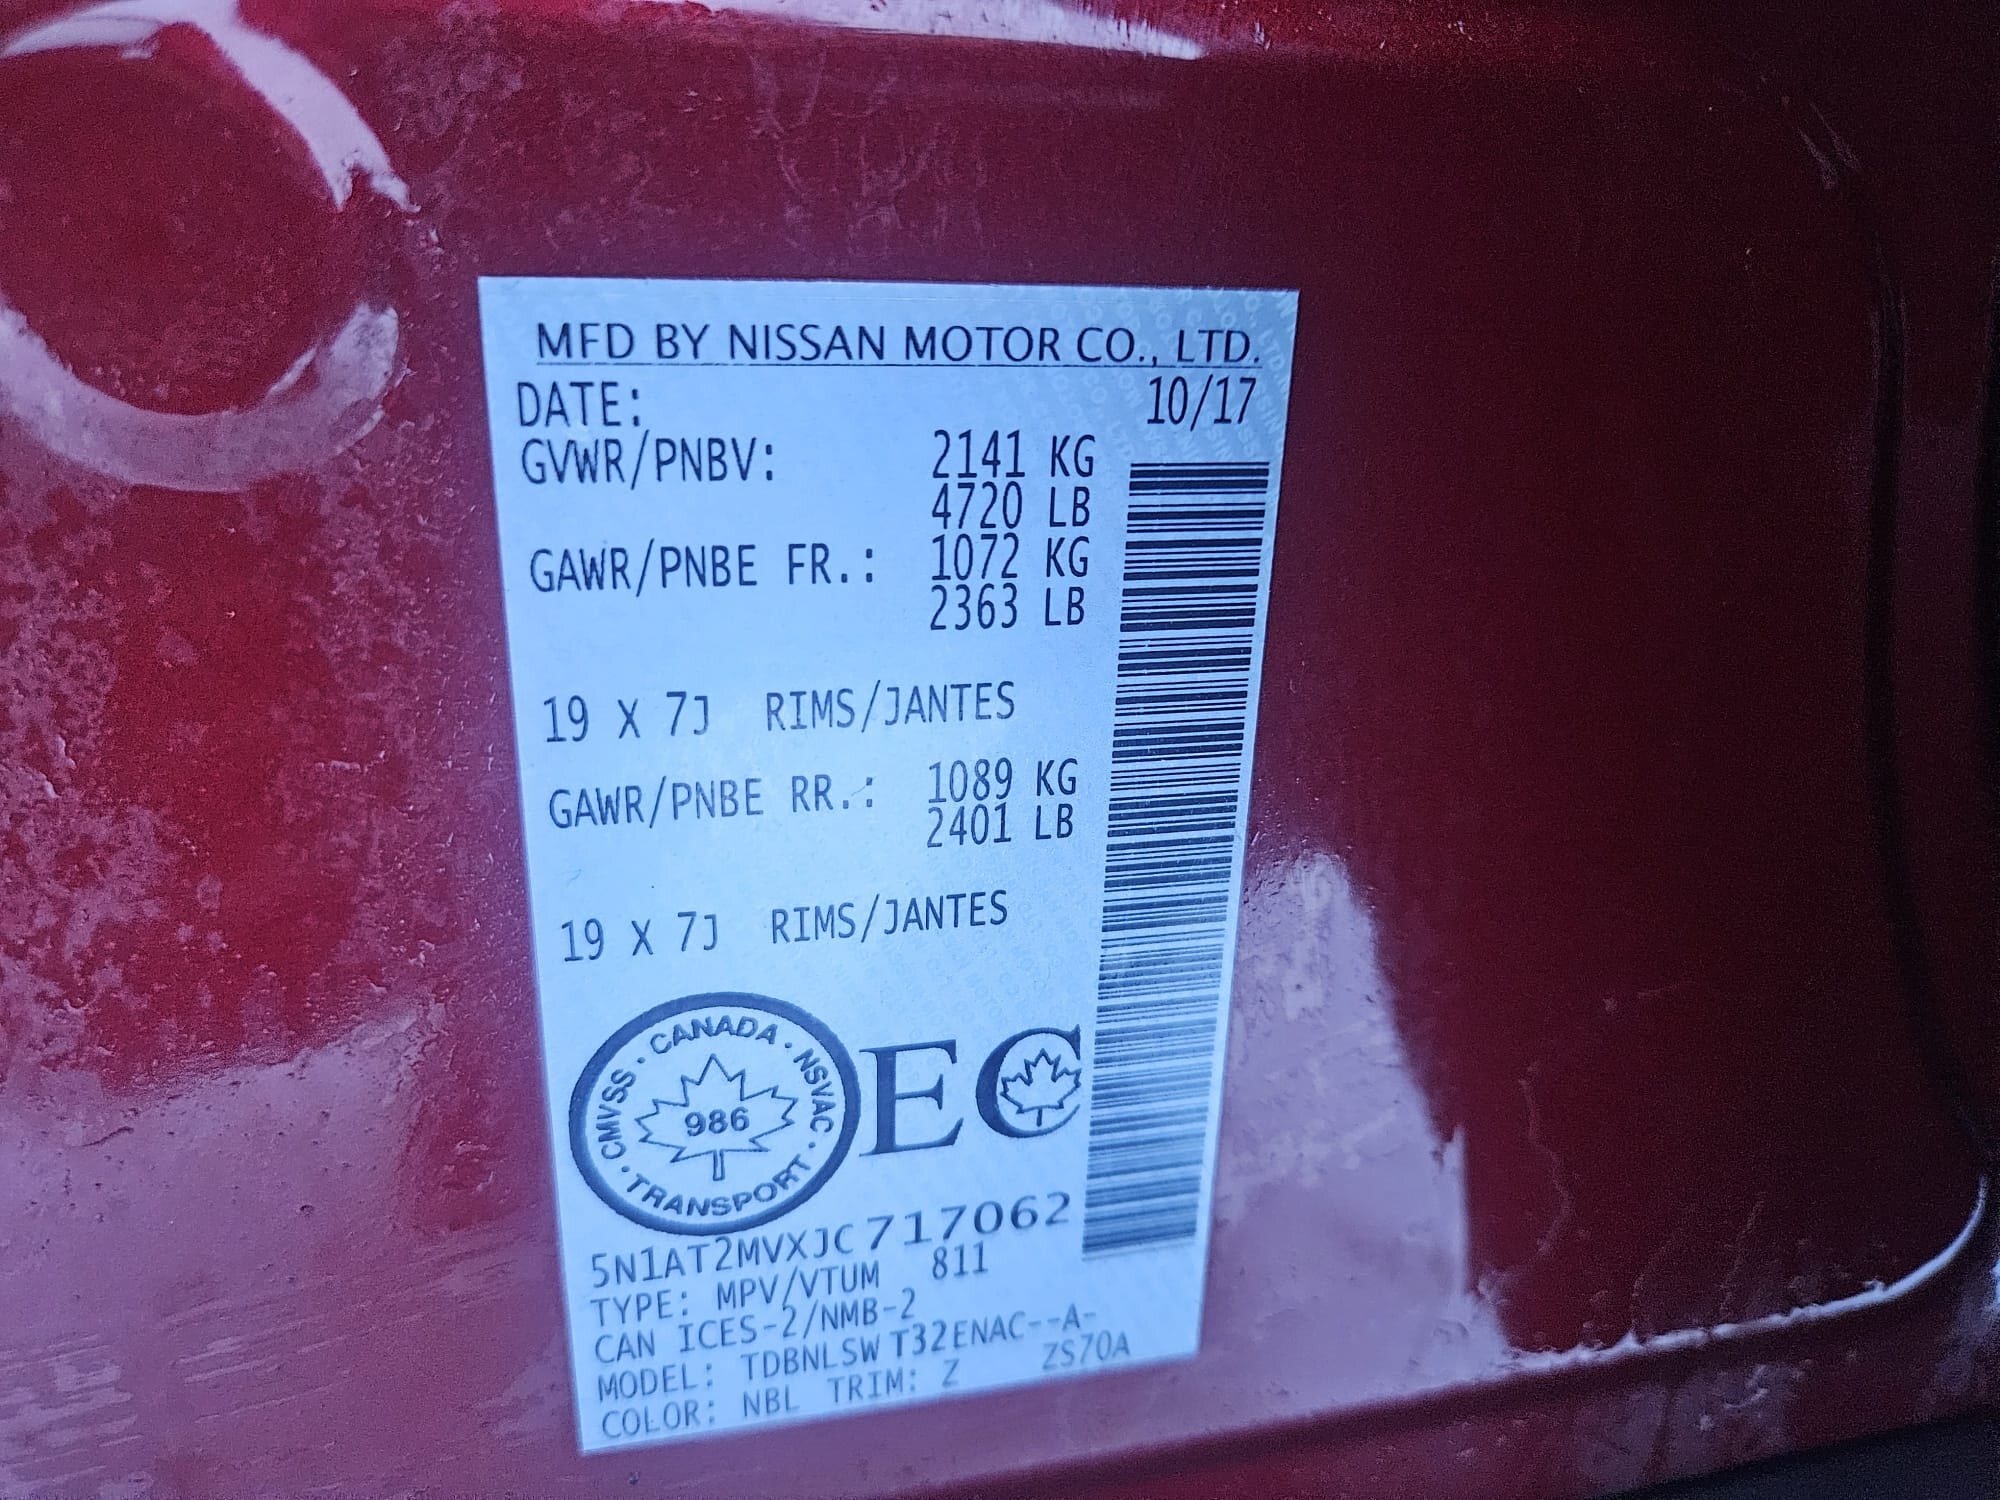 MFD BY NISSAN MOTOR CO., LTD.
DATE: 10/17
GVWR/PNBV: 2141 KG
4720 LB
GAWR/PNBE FR.: 1072 KG
2363 LB
19 X 7J RIMS/JANTES
GAWR/PNBE RR.: 1089 KG
2401 LB
19 X 7J RIMS/JANTES
CMVSS · CANADA · NSVAC · TRANSPORT ·
986
EC
5N1AT2MVXJC717062
TYPE: MPV/VTUM 811
CAN ICES-2/NMB-2
MODEL: TDBNLSW T32ENAC--A-
COLOR: NBL TRIM: Z ZS70A